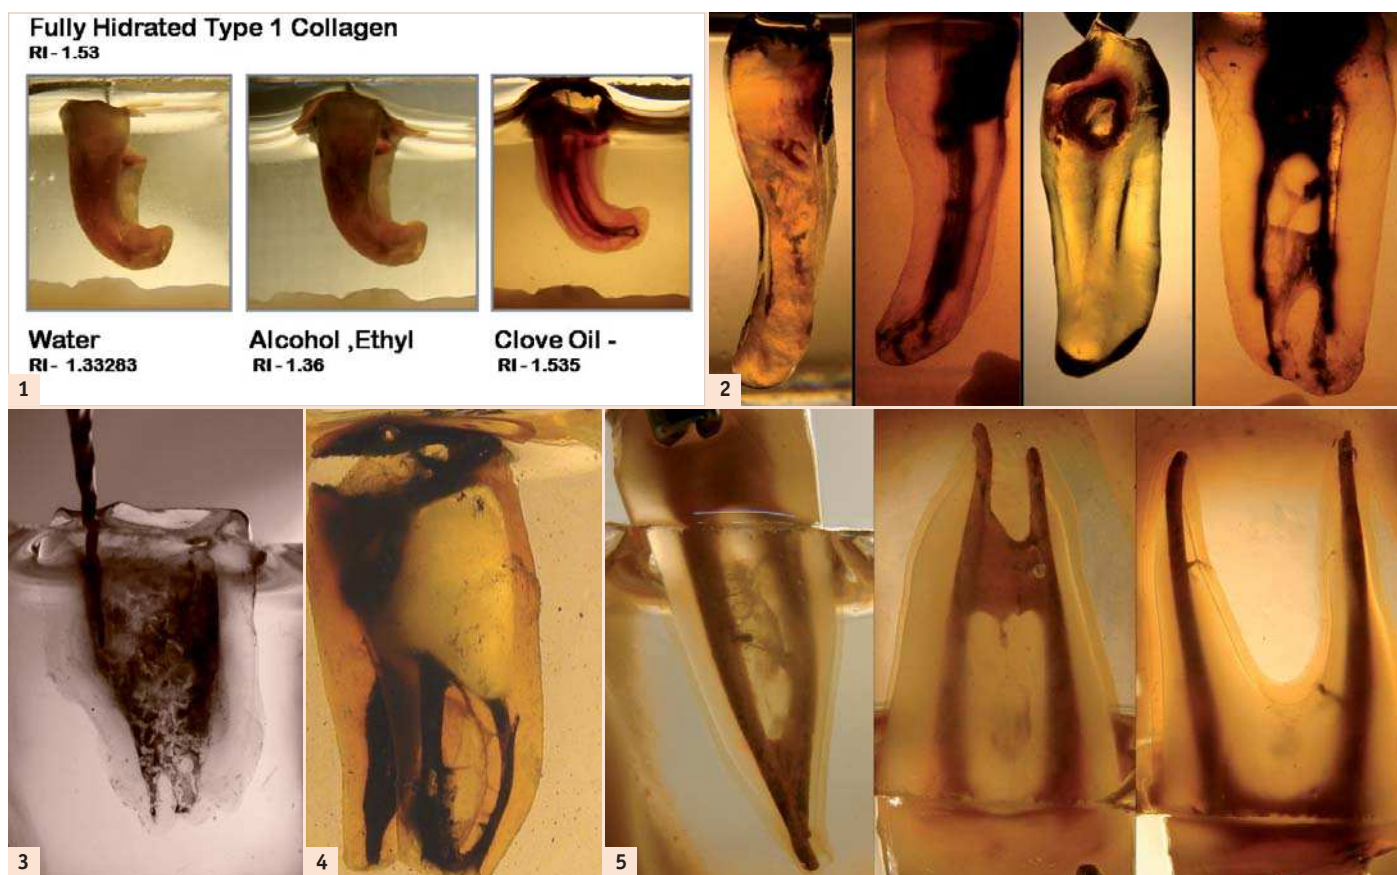 Fully Hidrated Type 1 Collagen
RI - 1.53
Water
RI - 1.33283
Alcohol ,Ethyl
RI - 1.36
Clove Oil -
RI - 1.535
1
2
3
4
5